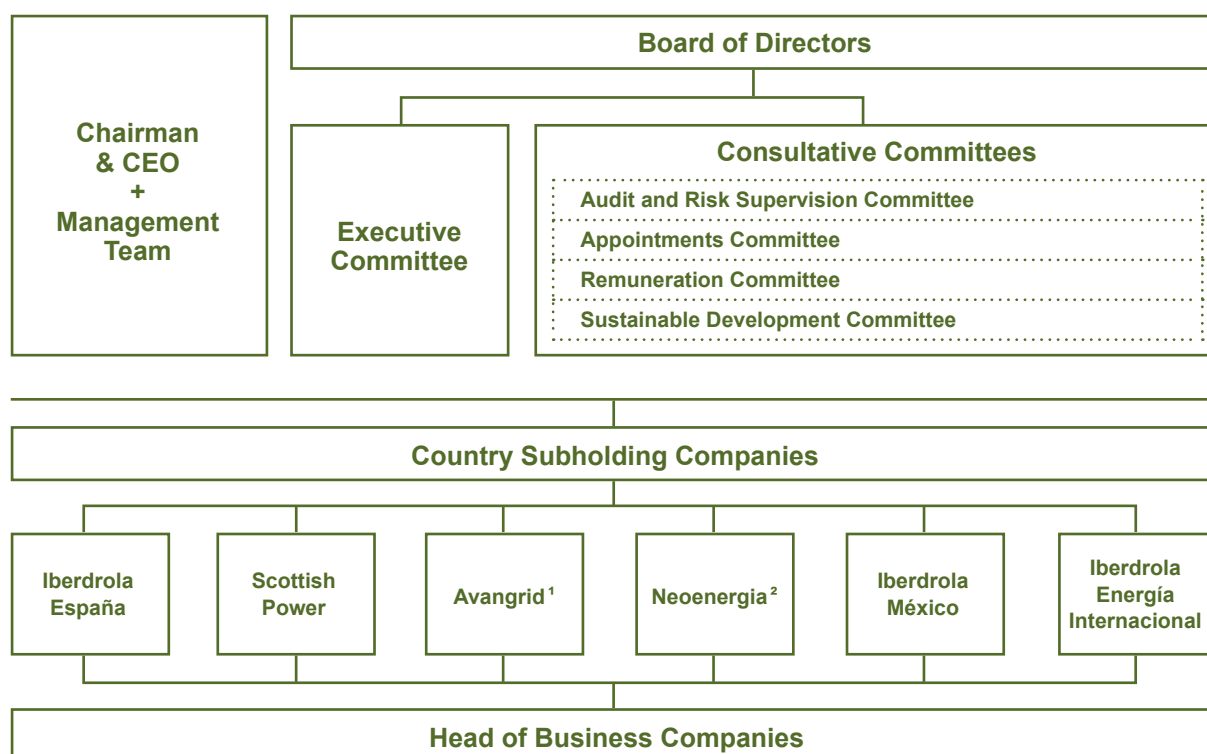 Chairman
& CEO
+
Management
Team
Board of Directors
Executive
Committee
Consultative Committees
Audit and Risk Supervision Committee
Appointments Committee
Remuneration Committee
Sustainable Development Committee
Country Subholding Companies
Iberdrola
España
Scottish
Power
Avangrid ¹
Neoenergia ²
Iberdrola
México
Iberdrola
Energía
Internacional
Head of Business Companies